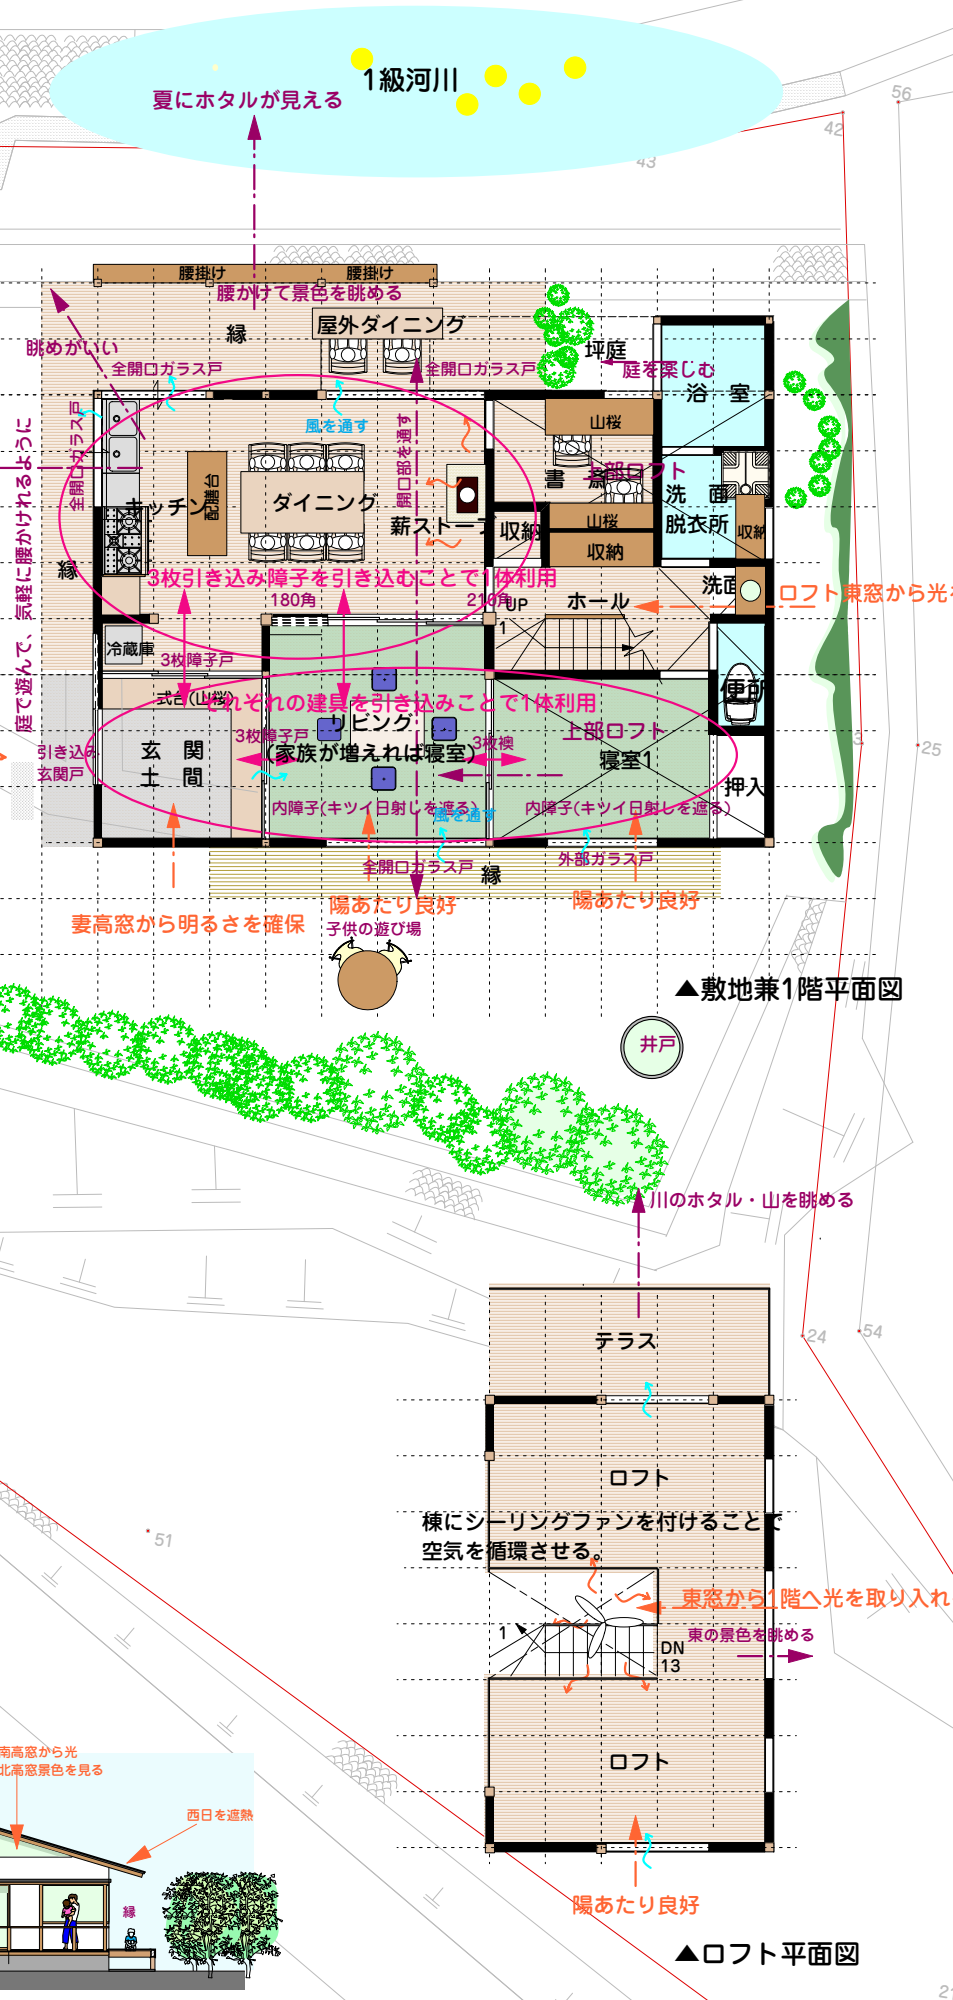 1級河川
夏にホタルが見える
56
42
43
腰掛け
腰掛け
腰かけて景色を眺める
縁
屋外ダイニング
眺めがいい
坪庭
庭を楽しむ
全開口ガラス戸
全開口ガラス戸
浴　室
全開口ガラス戸
風を通す
開口部を通す
山桜
庭で遊んで、気軽に腰かけれるように
上部ロフト
書　斎
キッチン
配膳台
ダイニング
洗　面
脱衣所
薪ストーブ
収納
山桜
収納
収納
縁
3枚引き込み障子を引き込むことで1体利用
洗面
ロフト東窓から光を
180角
210角
UP
1
ホール
冷蔵庫
3枚障子戸
式台(山桜)
それぞれの建具を引き込みことで1体利用
便所
リビング
(家族が増えれば寝室)
3枚障子戸
3枚襖
上部ロフト
寝室1
引き込み
玄関戸
玄　関
土　間
押入
3
25
内障子(キツイ日射しを遮る)
内障子(キツイ日射しを遮る)
風を通す
全開口ガラス戸
縁
外部ガラス戸
陽あたり良好
陽あたり良好
妻高窓から明るさを確保
子供の遊び場
▲敷地兼1階平面図
井戸
川のホタル・山を眺める
テラス
24
54
ロフト
棟にシーリングファンを付けることで
空気を循環させる。
51
東窓から1階へ光を取り入れ
東の景色を眺める
1
DN
13
ロフト
南高窓から光
北高窓景色を見る
西日を遮熱
縁
陽あたり良好
▲ロフト平面図
21